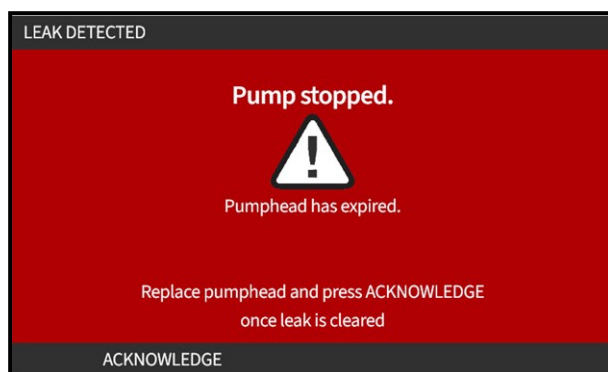 LEAK DETECTED
Pump stopped.
!
Pumphead has expired.
Replace pumphead and press ACKNOWLEDGE
once leak is cleared
ACKNOWLEDGE